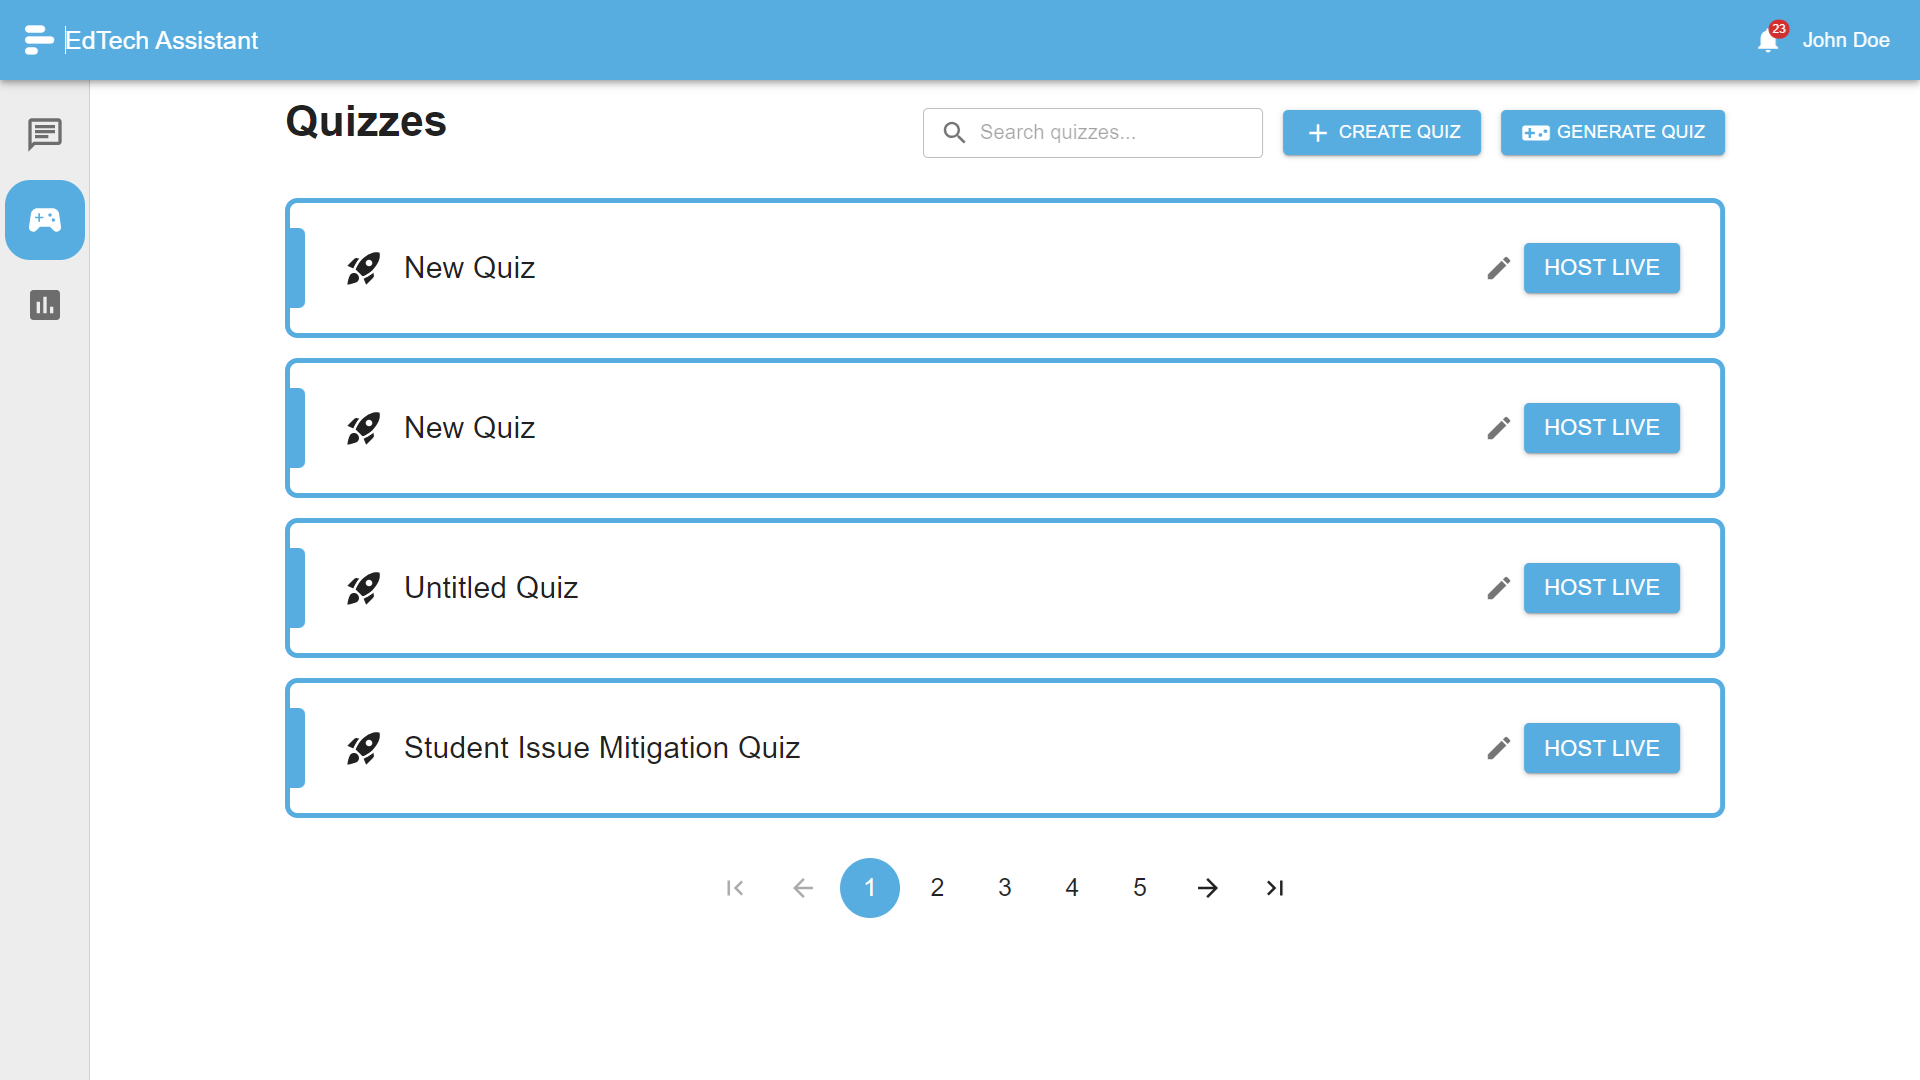 EdTech Assistant
23
John Doe
Quizzes
Search quizzes...
CREATE QUIZ
GENERATE QUIZ
New Quiz
HOST LIVE
New Quiz
HOST LIVE
Untitled Quiz
HOST LIVE
Student Issue Mitigation Quiz
HOST LIVE
1 2 3 4 5